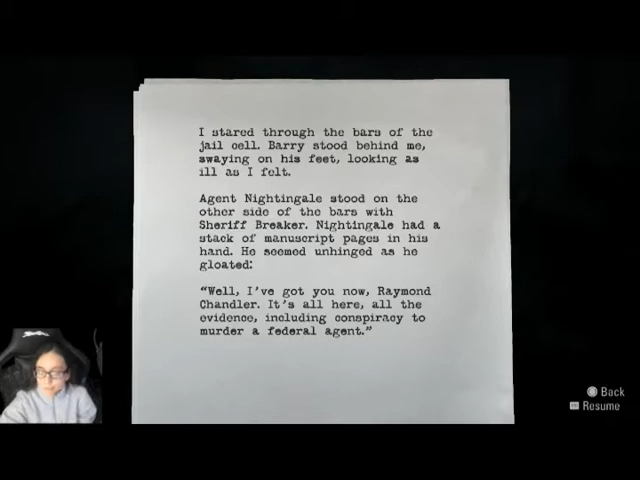 I stared through the bars of the
jail cell. Barry stood behind me,
swaying on his feet, looking as
ill as I felt.
Agent Nightingale stood on the
other side of the bars with
Sheriff Breaker. Nightingale had a
stack of manuscript pages in his
hand. He seemed unhinged as he
gloated:
“Well, I’ve got you now, Raymond
Chandler. It’s all here, all the
evidence, including conspiracy to
murder a federal agent.”
Back
Resume